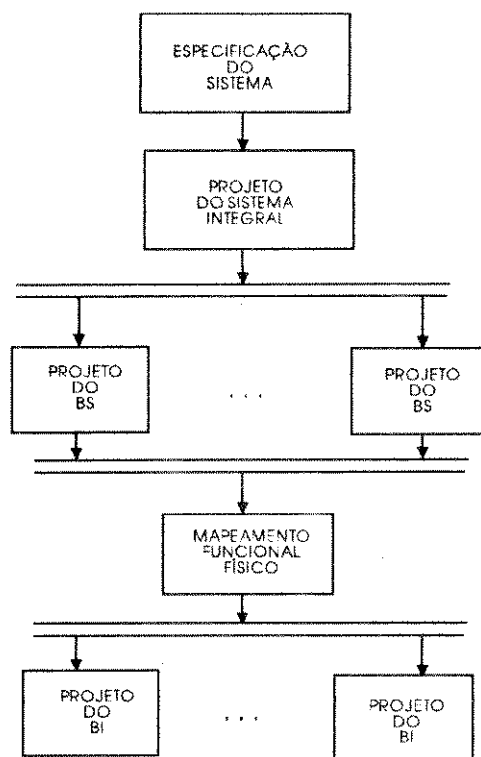 ESPECIFICAÇÃO
DO
SISTEMA
PROJETO
DO SISTEMA
INTEGRAL
PROJETO
DO
BS
. . .
PROJETO
DO
BS
MAPEAMENTO
FUNCIONAL
FÍSICO
PROJETO
DO
BI
. . .
PROJETO
DO
BI